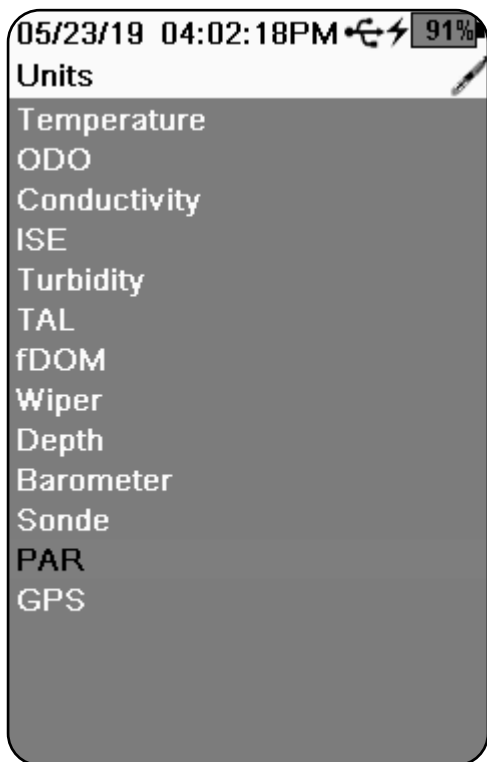 05/23/19 04:02:18PM 91%
Units
Temperature
ODO
Conductivity
ISE
Turbidity
TAL
fDOM
Wiper
Depth
Barometer
Sonde
PAR
GPS